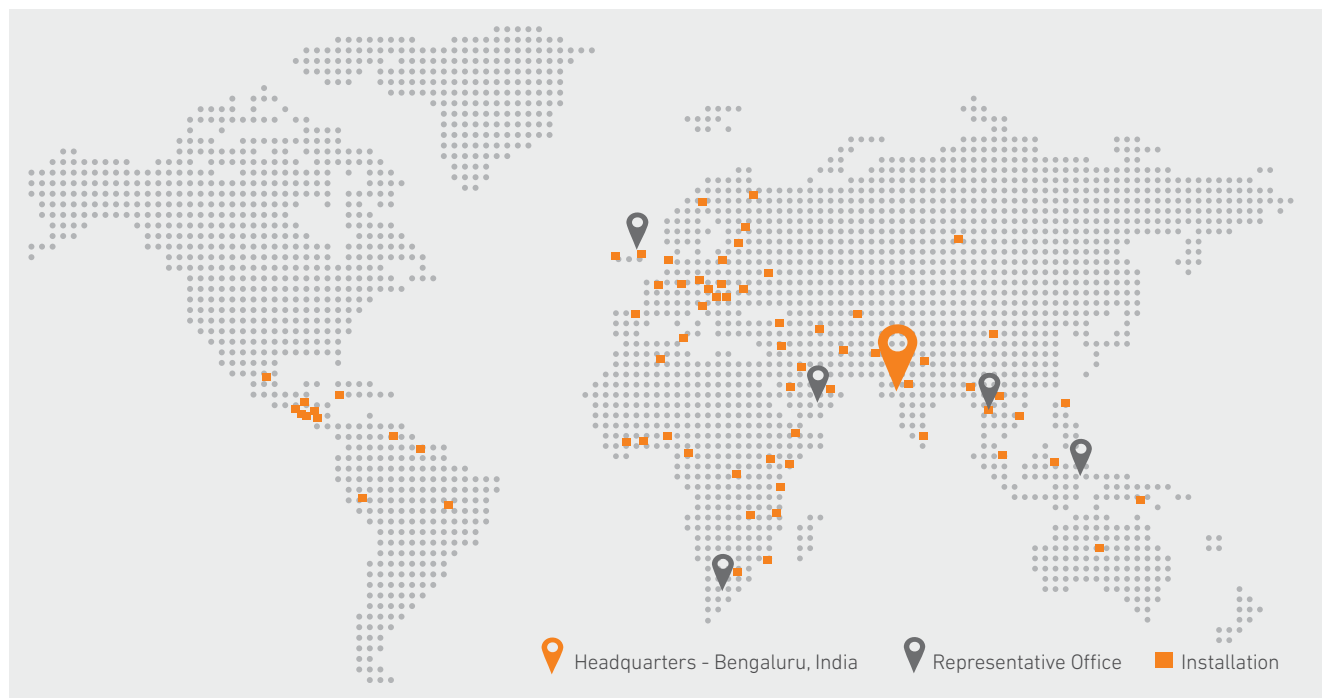 Headquarters - Bengaluru, India
Representative Office
Installation